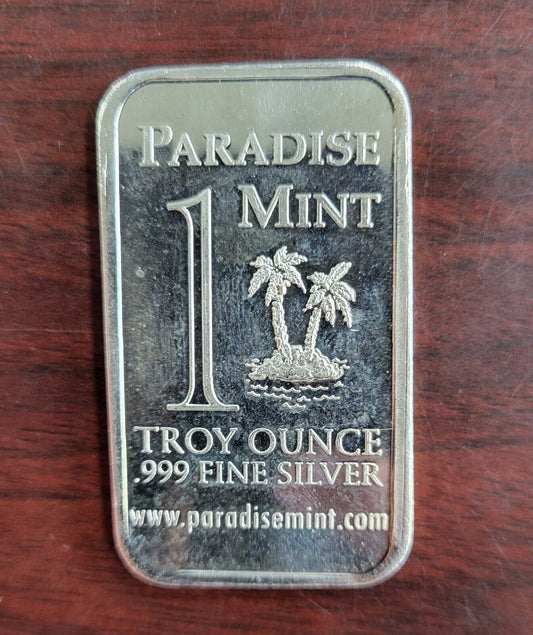 PARADISE
MINT
1
TROY OUNCE
.999 FINE SILVER
www.paradisemint.com